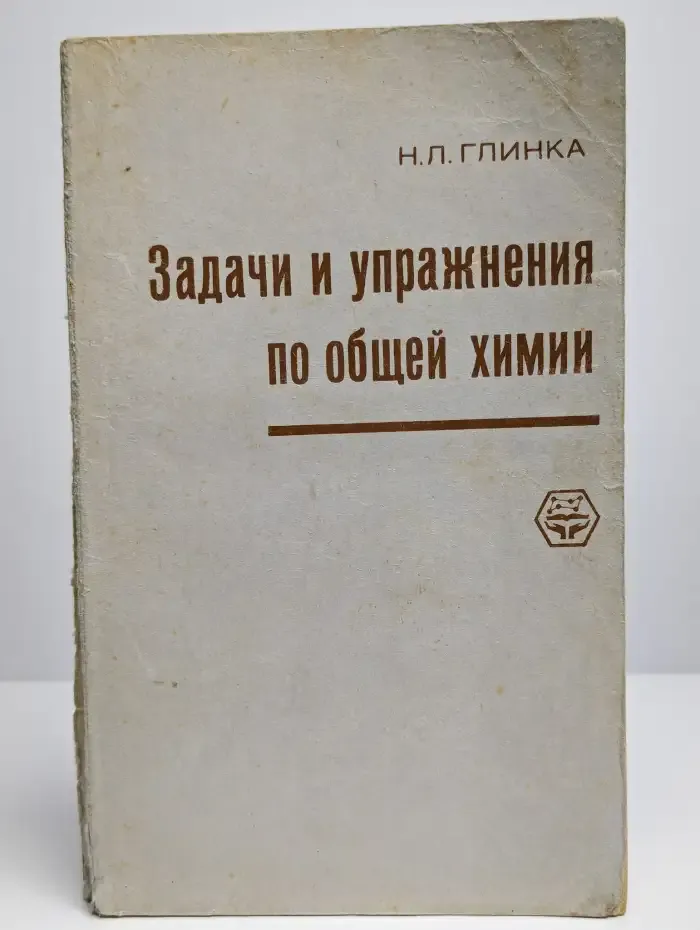 Н.Л.ГЛИНКА
Задачи и упражнения
по общей химии